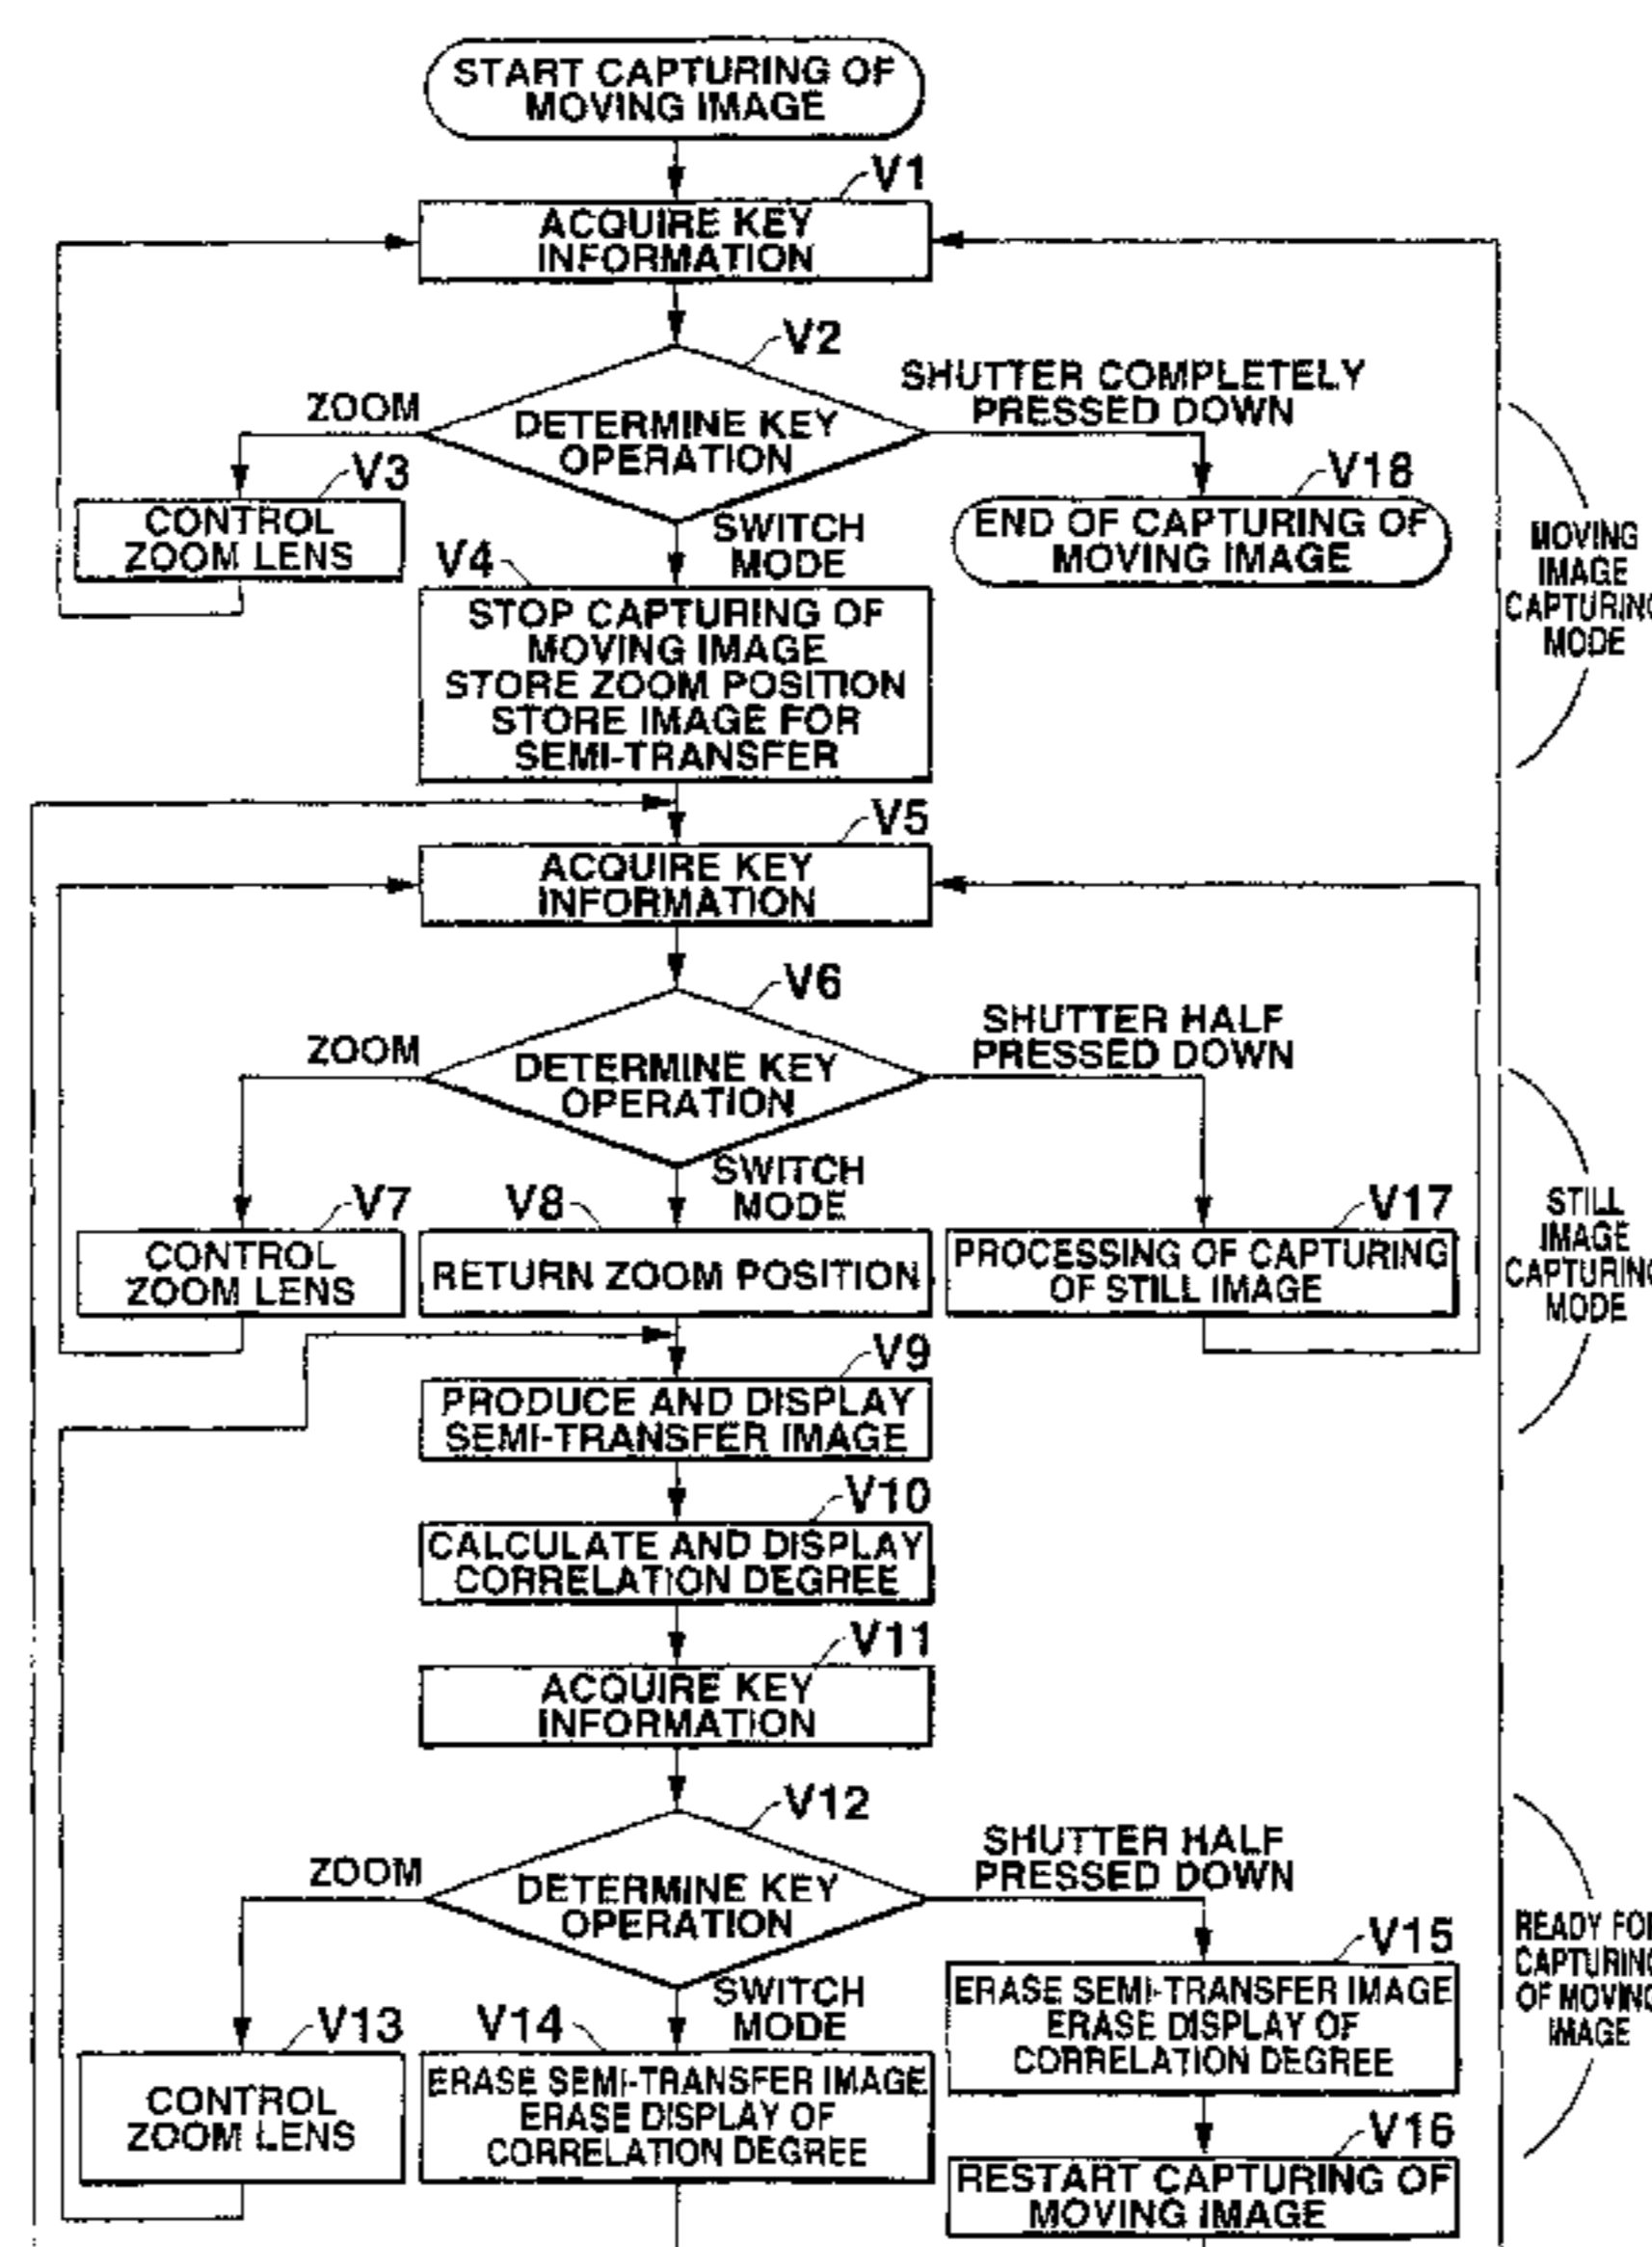 START CAPTURING OF
MOVING IMAGE
V1
ACQUIRE KEY
INFORMATION
V2
ZOOM
DETERMINE KEY
OPERATION
SHUTTER COMPLETELY
PRESSED DOWN
V3
CONTROL
ZOOM LENS
SWITCH
MODE
V18
END OF CAPTURING OF
MOVING IMAGE
MOVING
IMAGE
CAPTURING
MODE
V4
STOP CAPTURING OF
MOVING IMAGE
STORE ZOOM POSITION
STORE IMAGE FOR
SEMI-TRANSFER
V5
ACQUIRE KEY
INFORMATION
V6
ZOOM
DETERMINE KEY
OPERATION
SHUTTER HALF
PRESSED DOWN
SWITCH
MODE
V7
CONTROL
ZOOM LENS
V8
RETURN ZOOM POSITION
V17
PROCESSING OF CAPTURING
OF STILL IMAGE
STILL
IMAGE
CAPTURING
MODE
V9
PRODUCE AND DISPLAY
SEMI-TRANSFER IMAGE
V10
CALCULATE AND DISPLAY
CORRELATION DEGREE
V11
ACQUIRE KEY
INFORMATION
V12
ZOOM
DETERMINE KEY
OPERATION
SHUTTER HALF
PRESSED DOWN
SWITCH
MODE
V13
CONTROL
ZOOM LENS
V14
ERASE SEMI-TRANSFER IMAGE
ERASE DISPLAY OF
CORRELATION DEGREE
V15
ERASE SEMI-TRANSFER IMAGE
ERASE DISPLAY OF
CORRELATION DEGREE
V16
RESTART CAPTURING OF
MOVING IMAGE
READY FOR
CAPTURING
OF MOVING
IMAGE